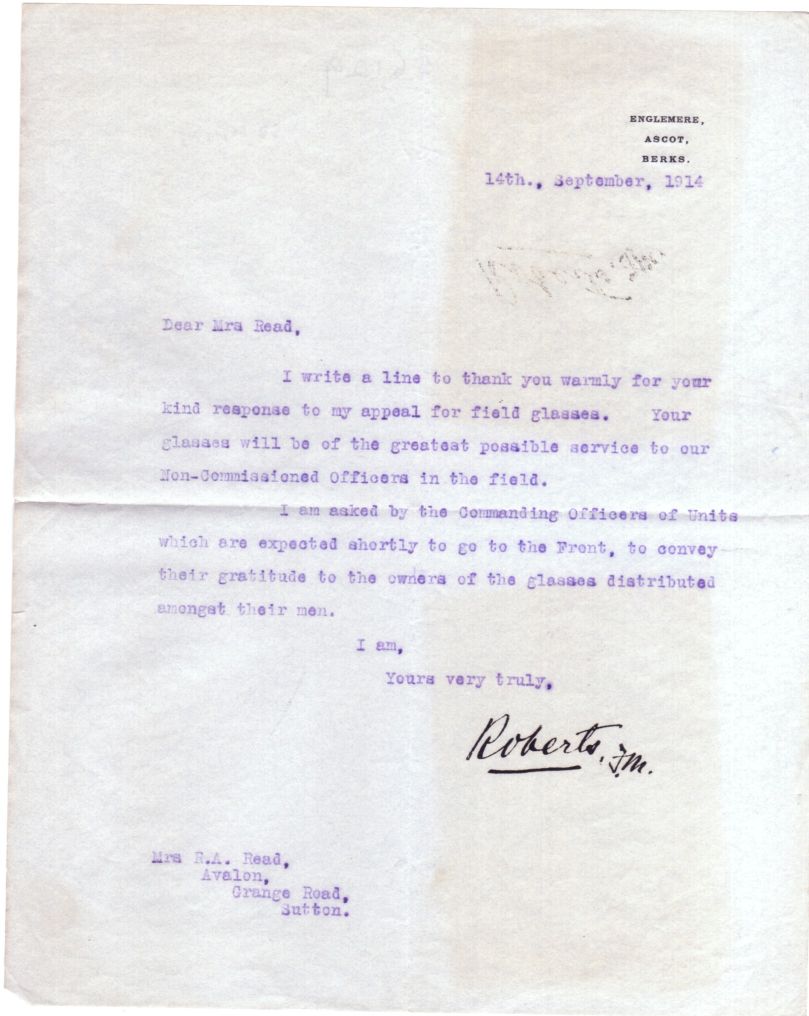 ENGLEMERE,
ASCOT,
BERKS.
14th., September, 1914
Dear Mrs Read,
I write a line to thank you warmly for your
kind response to my appeal for field glasses. Your
glasses will be of the greatest possible service to our
Non-Commissioned Officers in the field.
I am asked by the Commanding Officers of Units
which are expected shortly to go to the Front, to convey
their gratitude to the owners of the glasses distributed
amongst their men.
I am,
Yours very truly,
Roberts, F.M.
Mrs R.A. Read,
Avalon,
Grange Road,
Sutton.